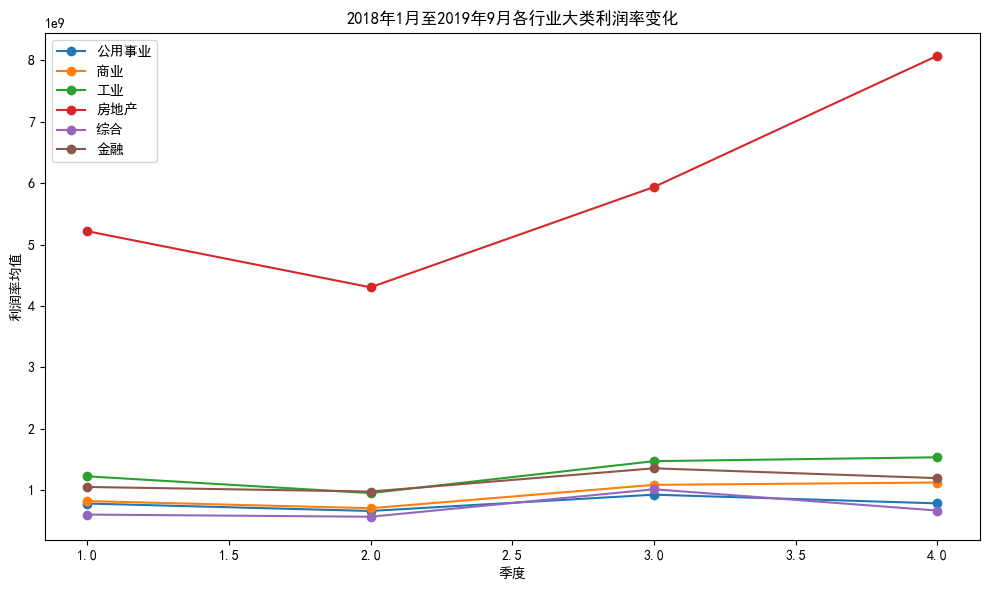 2018年1月至2019年9月各行业大类利润率变化
1e9
公用事业
商业
工业
房地产
综合
金融
8
7
6
5
4
3
2
1
利润率均值
1.0 1.5 2.0 2.5 3.0 3.5 4.0
季度